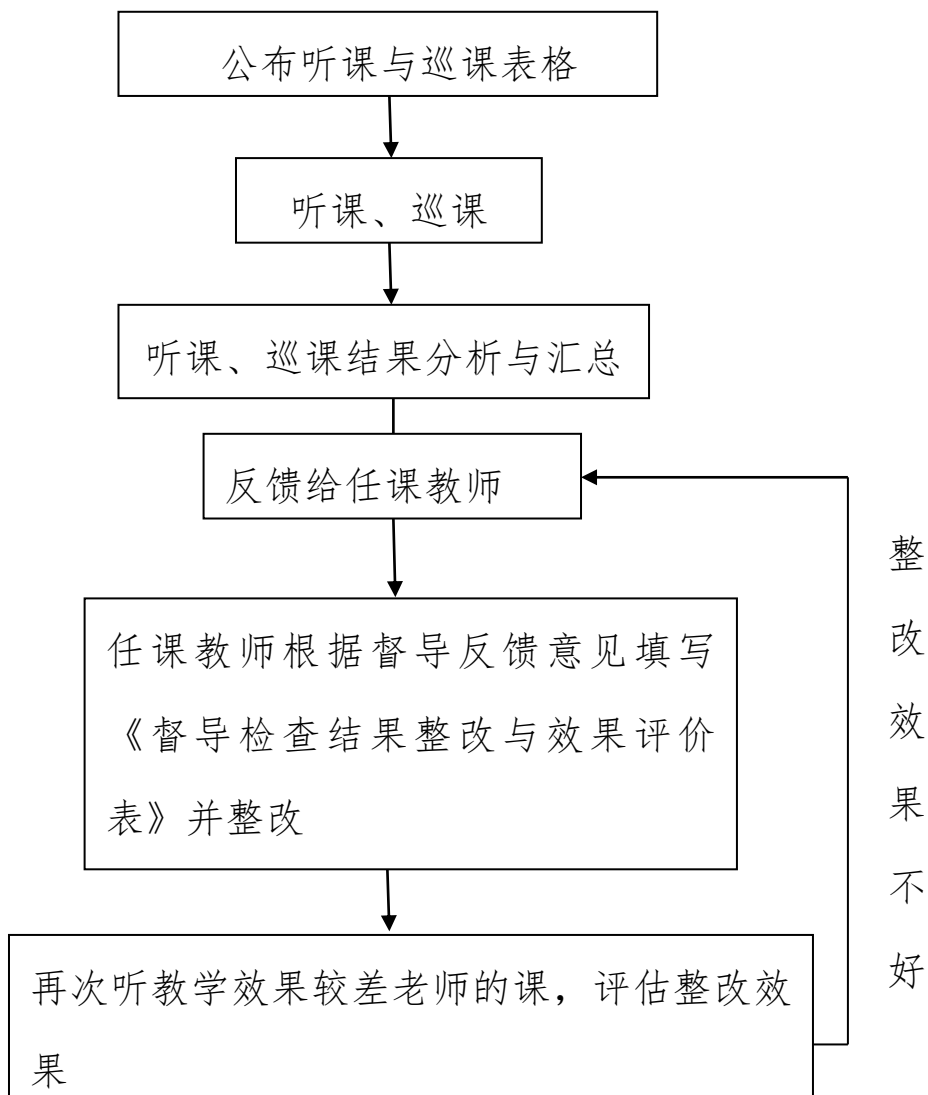 公布听课与巡课表格
听课、巡课
听课、巡课结果分析与汇总
反馈给任课教师
任课教师根据督导反馈意见填写
《督导检查结果整改与效果评价
表》并整改
再次听教学效果较差老师的课，评估整改效
果
整改效果不好